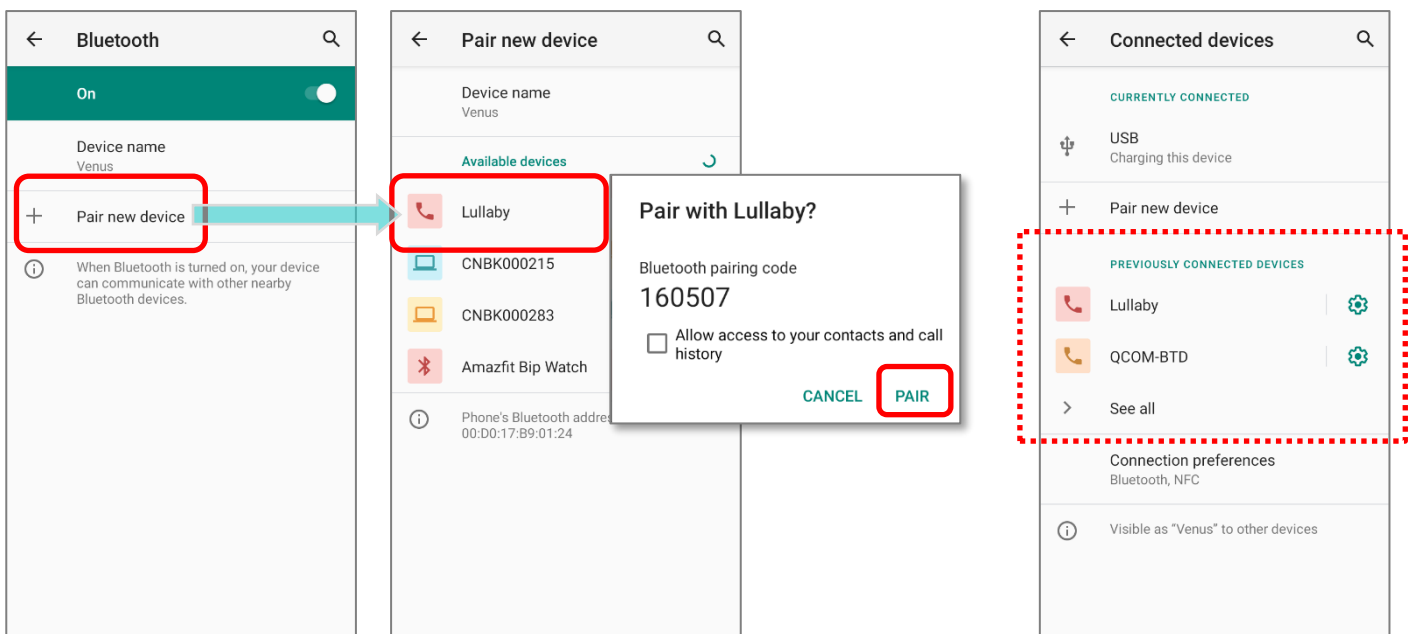 Bluetooth
On
Device name
Venus
Pair new device
When Bluetooth is turned on, your device
can communicate with other nearby
Bluetooth devices.
Pair new device
Device name
Venus
Available devices
Lullaby
CNBK000215
CNBK000283
Amazfit Bip Watch
Phone's Bluetooth
00:D0:17:B9:01:24
Pair with Lullaby?
Bluetooth pairing code
160507
Allow access to your contacts and call
history
CANCEL PAIR
Connected devices
CURRENTLY CONNECTED
USB
Charging this device
Pair new device
PREVIOUSLY CONNECTED DEVICES
Lullaby
QCOM-BTD
See all
Connection preferences
Bluetooth, NFC
Visible as “Venus” to other devices